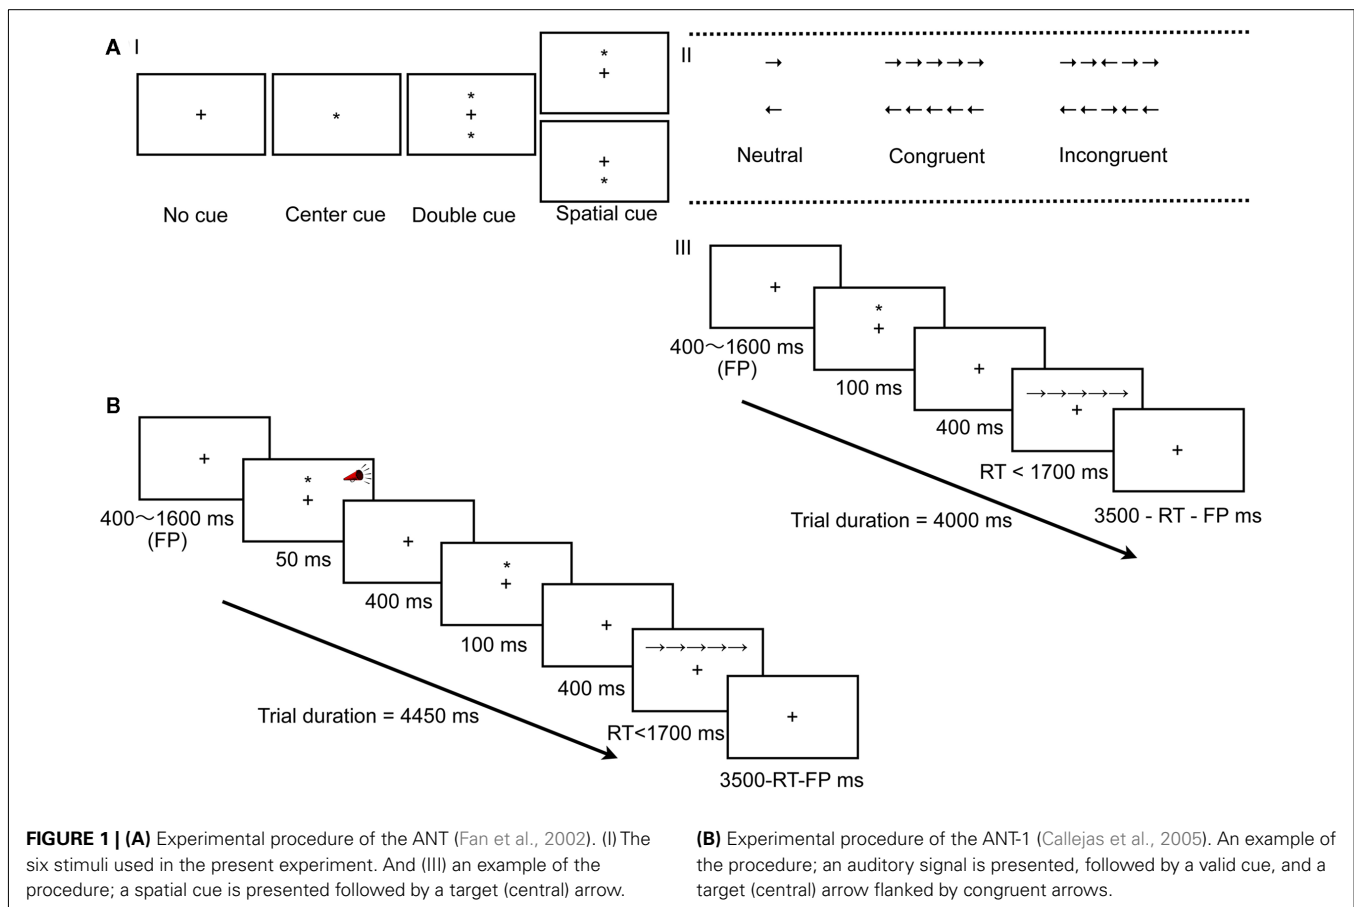 A I
+
*
*
+
*
*
+
+
*
No cue
Center cue
Double cue
Spatial cue
II
→
→→→→→
→→←→→
←
←←←←←
←←→←←
Neutral
Congruent
Incongruent
III
+
400～1600 ms
(FP)
*
+
100 ms
+
400 ms
→→→→→
+
RT < 1700 ms
+
3500 - RT - FP ms
Trial duration = 4000 ms
B
+
400～1600 ms
(FP)
*
+
50 ms
+
400 ms
*
+
100 ms
+
400 ms
→→→→→
+
RT<1700 ms
+
3500-RT-FP ms
Trial duration = 4450 ms
FIGURE 1 | (A) Experimental procedure of the ANT (Fan et al., 2002). (I) The
six stimuli used in the present experiment. And (III) an example of the
procedure; a spatial cue is presented followed by a target (central) arrow.
(B) Experimental procedure of the ANT-1 (Callejas et al., 2005). An example of
the procedure; an auditory signal is presented, followed by a valid cue, and a
target (central) arrow flanked by congruent arrows.